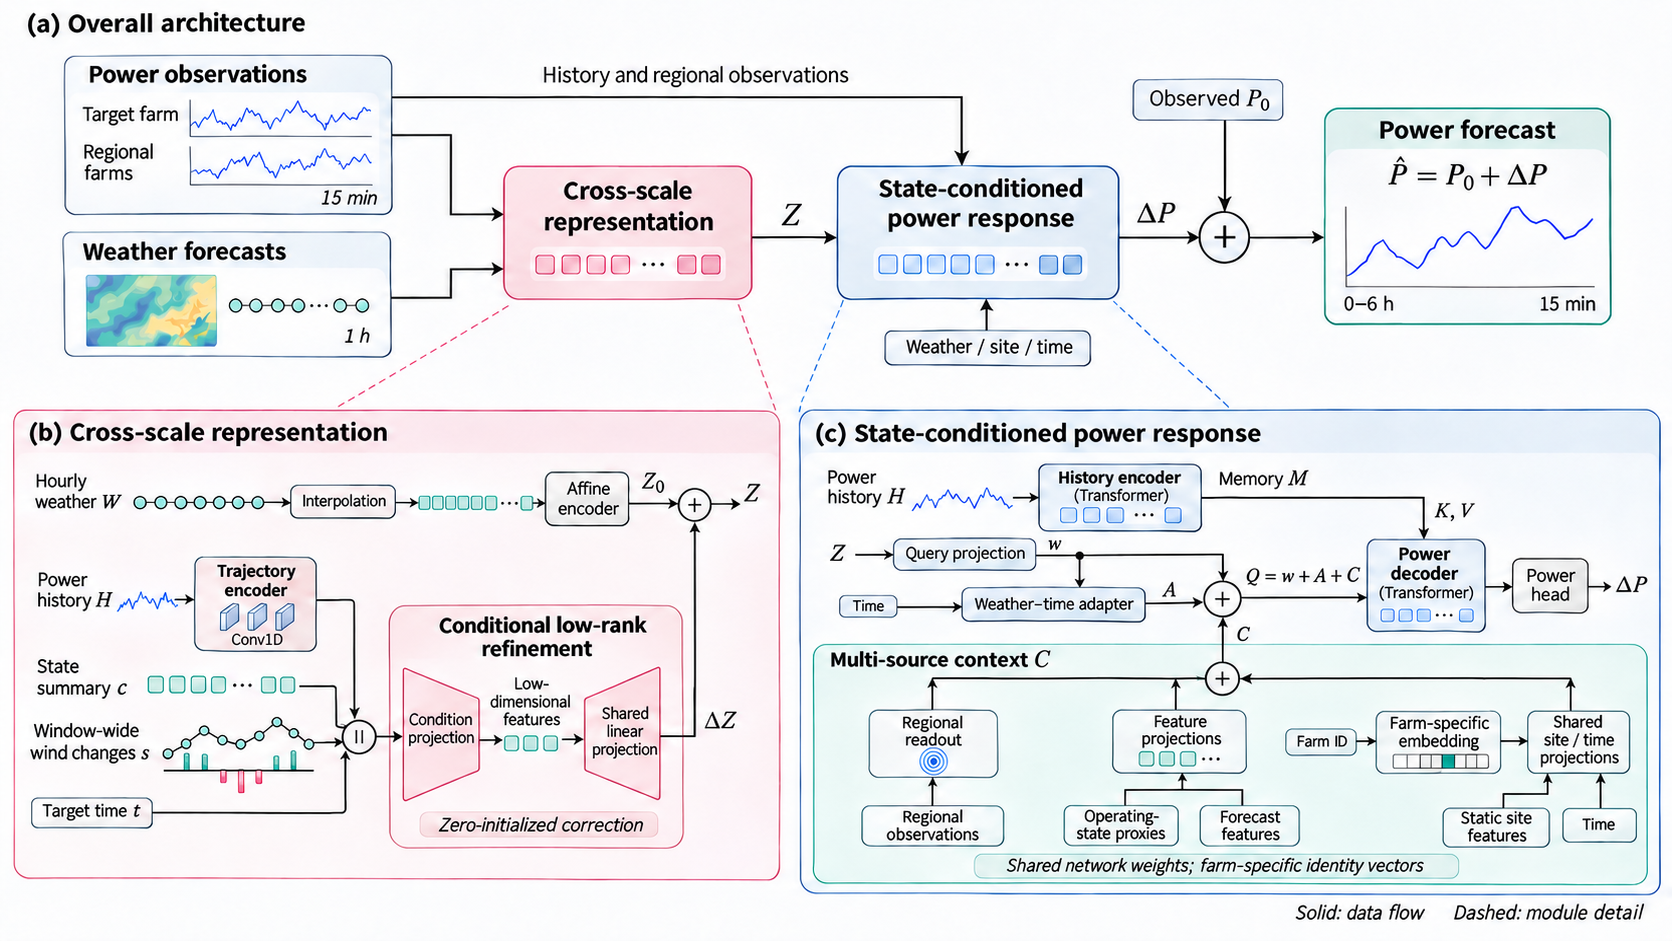 (a) Overall architecture
Power observations
Target farm
Regional
farms
15 min
Weather forecasts
1 h
History and regional observations
Cross-scale
representation
...
Z
State-conditioned
power response
...
Weather / site / time
ΔP
Observed P₀
+
Power forecast
P̂ = P₀ + ΔP
0–6 h
15 min
(b) Cross-scale representation
Hourly
weather W
Interpolation
...
Affine
encoder
Z₀
+
Z
Power
history H
Trajectory
encoder
Conv1D
State
summary c
...
Window-wide
wind changes s
Target time t
||
Conditional low-rank
refinement
Condition
projection
Low-
dimensional
features
Shared
linear
projection
Zero-initialized correction
ΔZ
(c) State-conditioned power response
Power
history H
History encoder
(Transformer)
...
Memory M
K, V
Z
Query projection
w
Time
Weather–time adapter
A
+
Q = w + A + C
C
Power
decoder
(Transformer)
...
Power
head
ΔP
Multi-source context C
+
Regional
readout
Regional
observations
Feature
projections
...
Operating-
state proxies
Forecast
features
Farm ID
Farm-specific
embedding
Shared
site / time
projections
Static site
features
Time
Shared network weights; farm-specific identity vectors
Solid: data flow Dashed: module detail